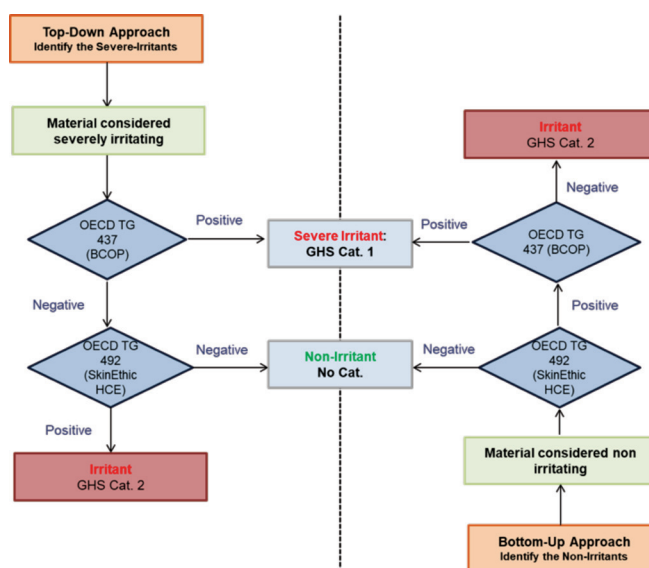 Top-Down Approach
Identify the Severe-Irritants
Material considered
severely irritating
OECD TG
437
(BCOP)
Positive
Negative
OECD TG
492
(SkinEthic
HCE)
Negative
Positive
Irritant
GHS Cat. 2
Severe Irritant:
GHS Cat. 1
Non-Irritant
No Cat.
Irritant
GHS Cat. 2
Negative
Positive
OECD TG
437 (BCOP)
Positive
Negative
OECD TG
492
(SkinEthic
HCE)
Material considered non
irritating
Bottom-Up Approach
Identify the Non-Irritants